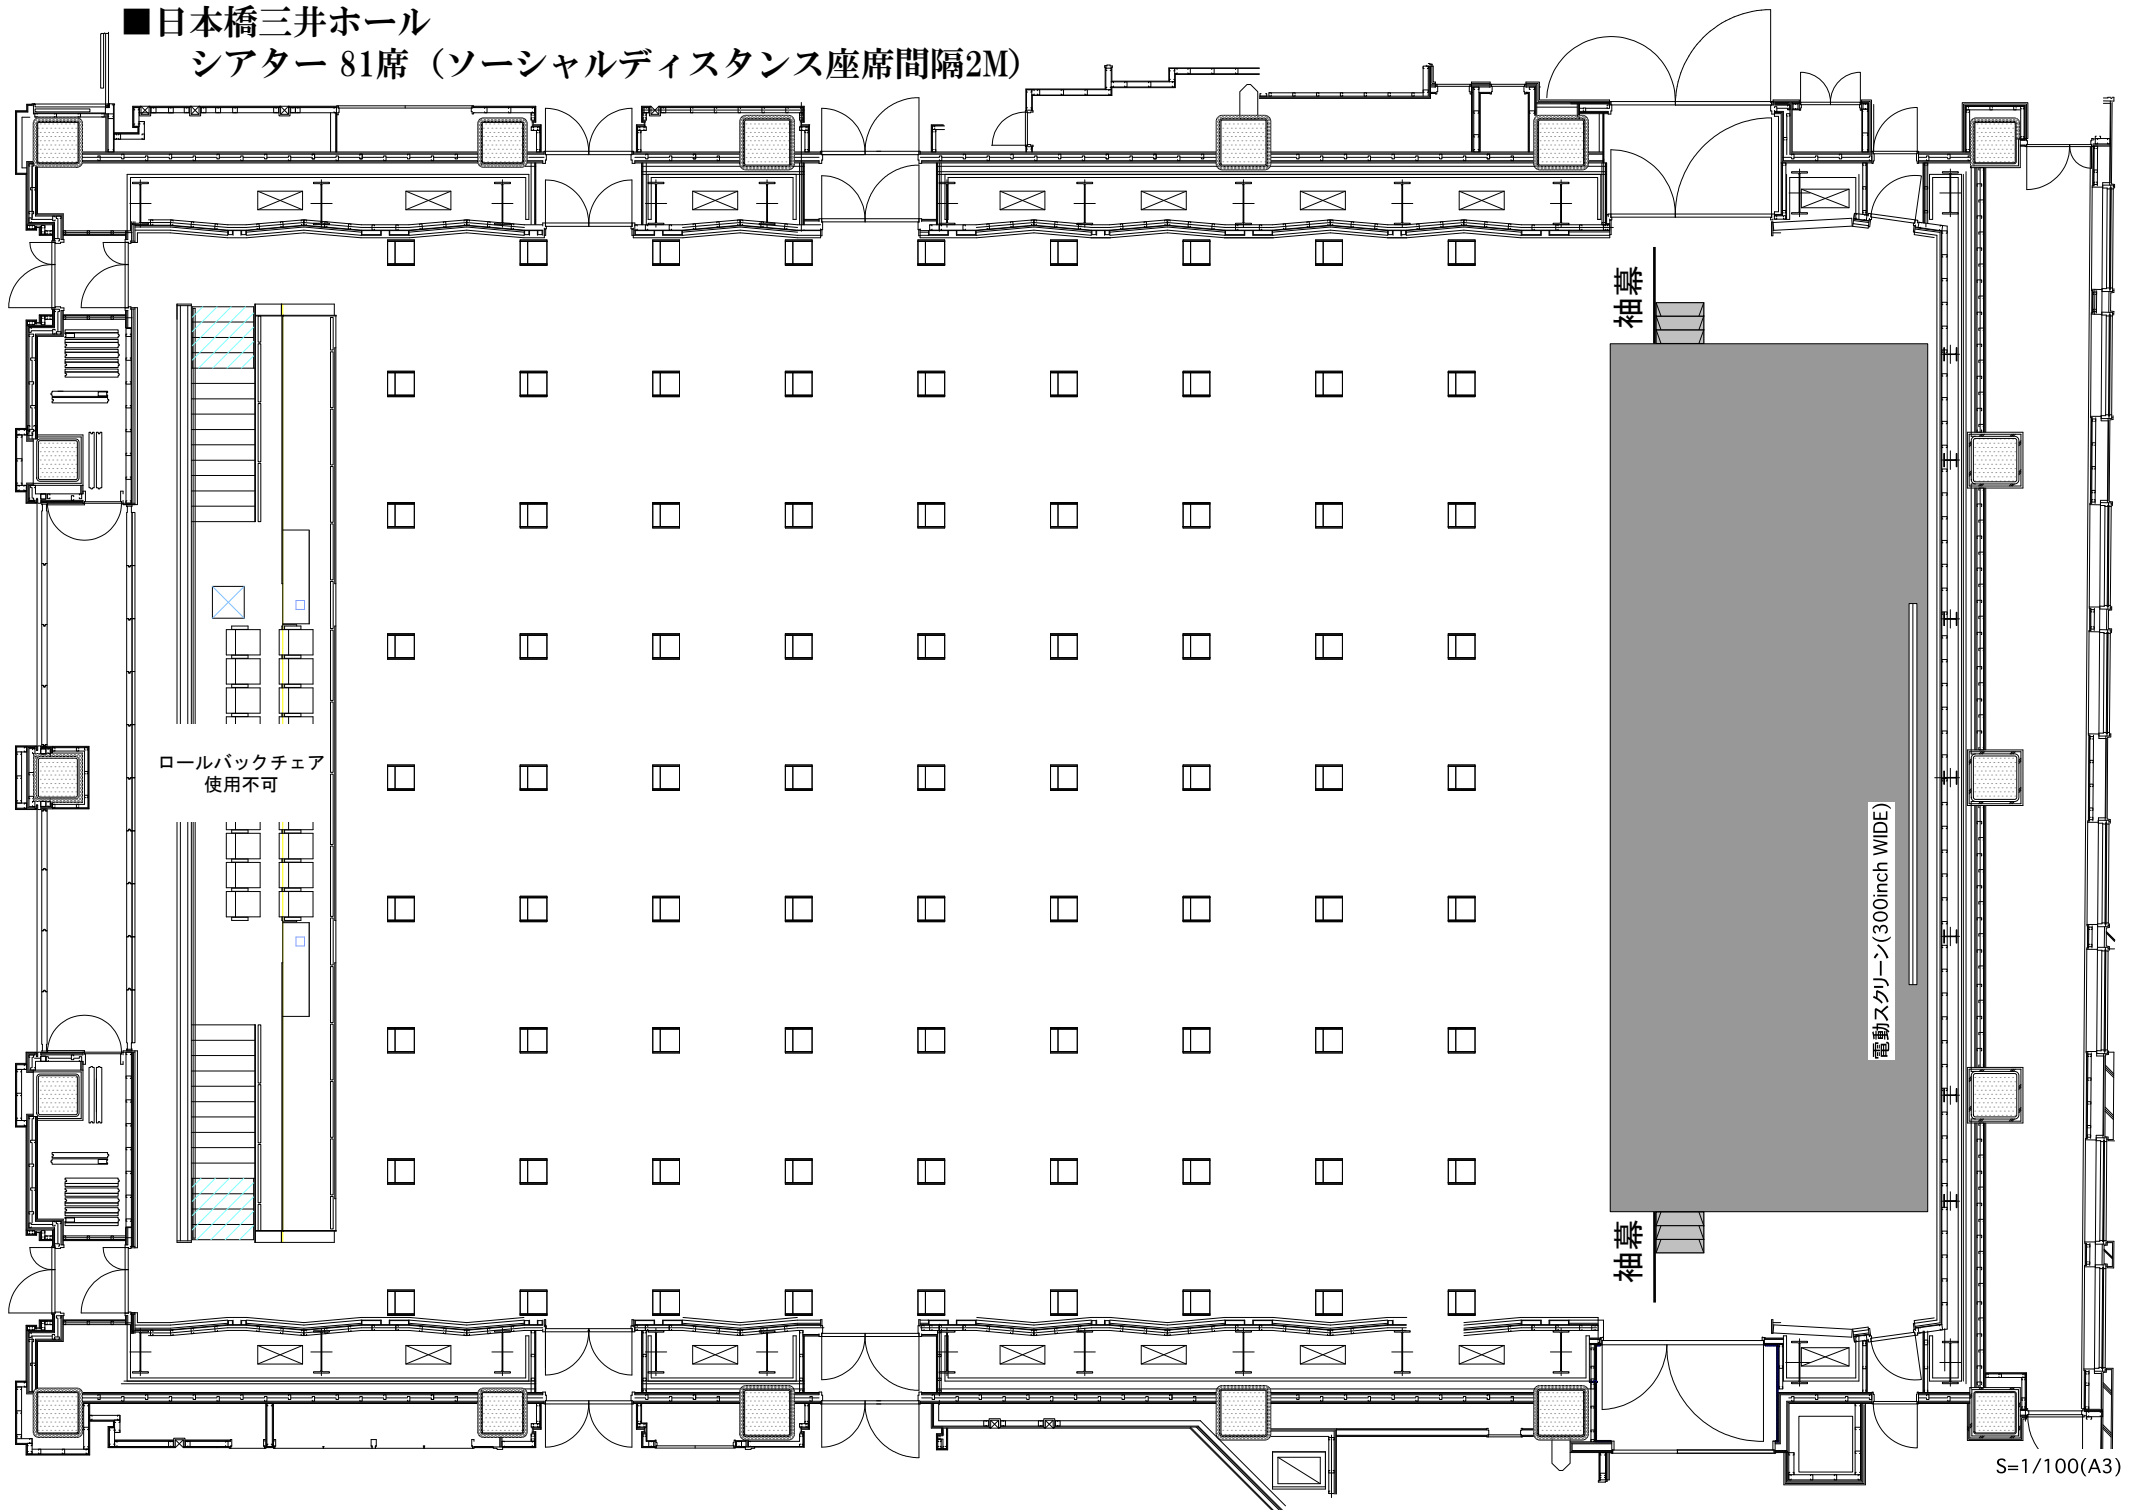 ■日本橋三井ホール
シアター 81席（ソーシャルディスタンス座席間隔2M）
袖幕
ロールバックチェア
使用不可
電動スクリーン(300inch WIDE)
袖幕
S=1/100(A3)